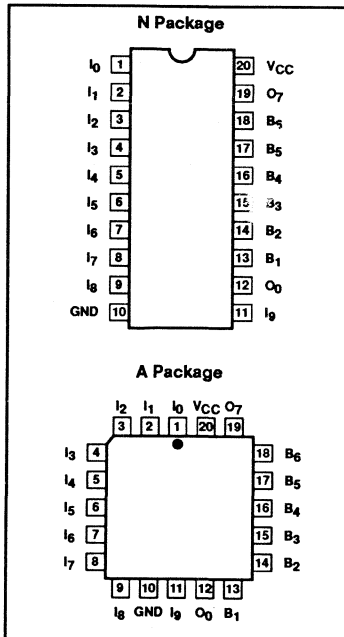 N Package
I0 1 20 VCC
I1 2 19 O7
I2 3 18 B6
I3 4 17 B5
I4 5 16 B4
I5 6 15 B3
I6 7 14 B2
I7 8 13 B1
I8 9 12 O0
GND 10 11 I9
A Package
I2 I1 I0 VCC O7
3 2 1 20 19
I3 4 18 B6
I4 5 17 B5
I5 6 16 B4
I6 7 15 B3
I7 8 14 B2
9 10 11 12 13
I8 GND I9 O0 B1